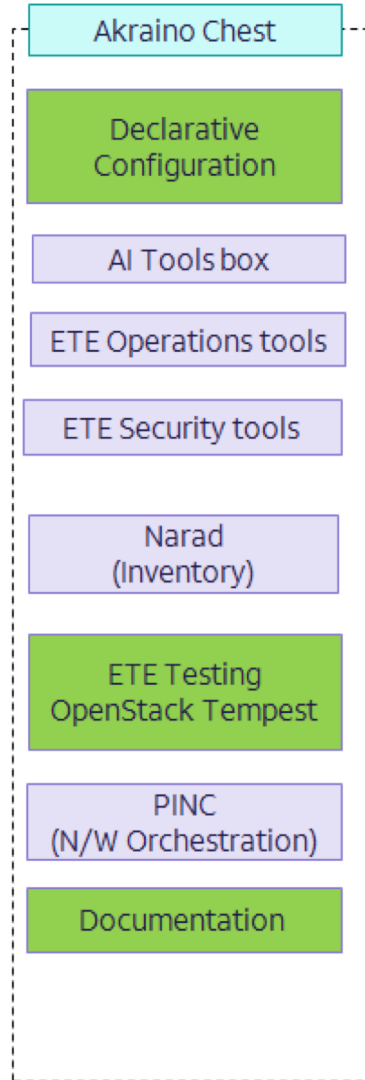 Akraino Chest
Declarative
Configuration
AI Tools box
ETE Operations tools
ETE Security tools
Narad
(Inventory)
ETE Testing
OpenStack Tempest
PINC
(N/W Orchestration)
Documentation